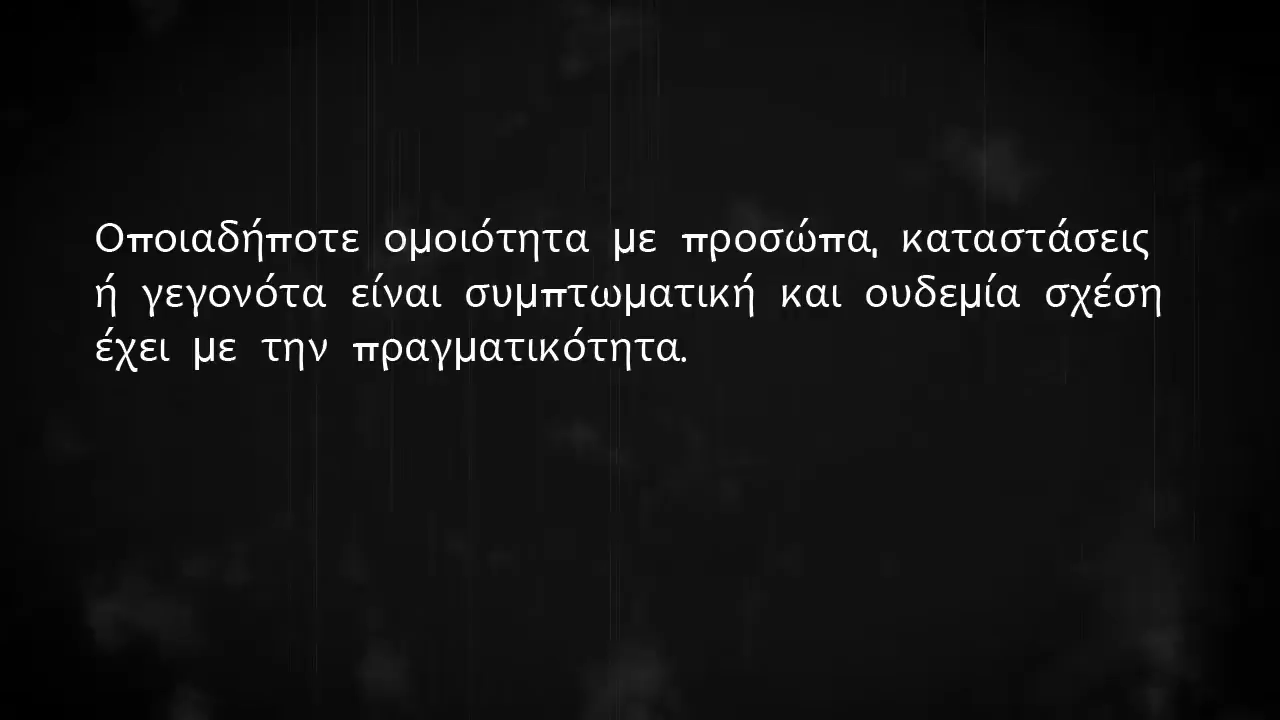 Οποιαδήποτε ομοιότητα με προσώπα, καταστάσεις
ή γεγονότα είναι συμπτωματική και ουδεμία σχέση
έχει με την πραγματικότητα.